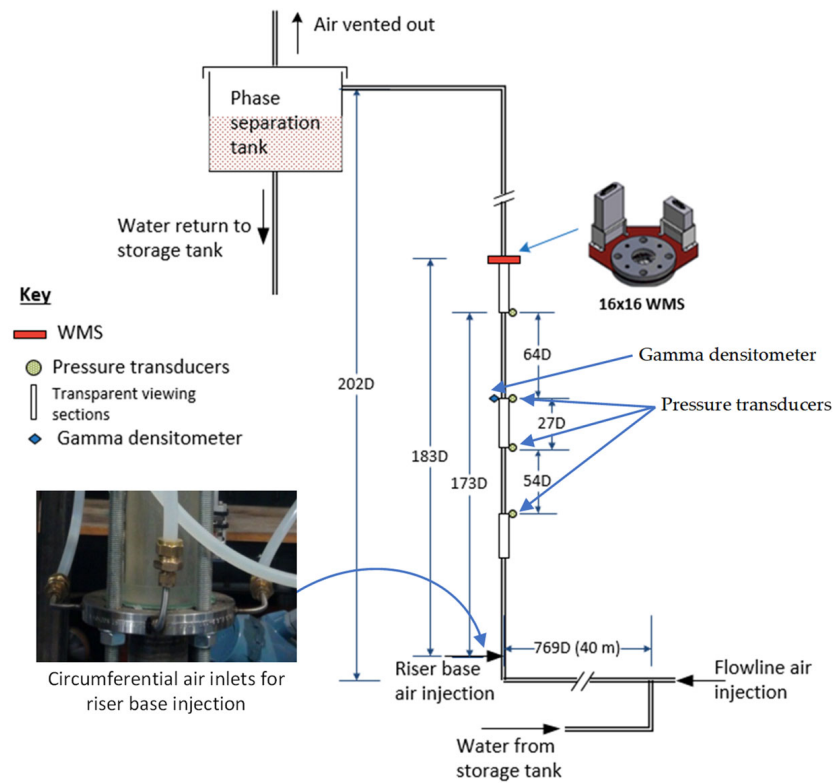 Air vented out
Phase
separation
tank
Water return to
storage tank
Key
WMS
Pressure transducers
Transparent viewing
sections
Gamma densitometer
202D
183D
173D
16x16 WMS
64D
Gamma densitometer
27D
Pressure transducers
54D
Circumferential air inlets for
riser base injection
Riser base
air injection
769D (40 m)
Flowline air
injection
Water from
storage tank